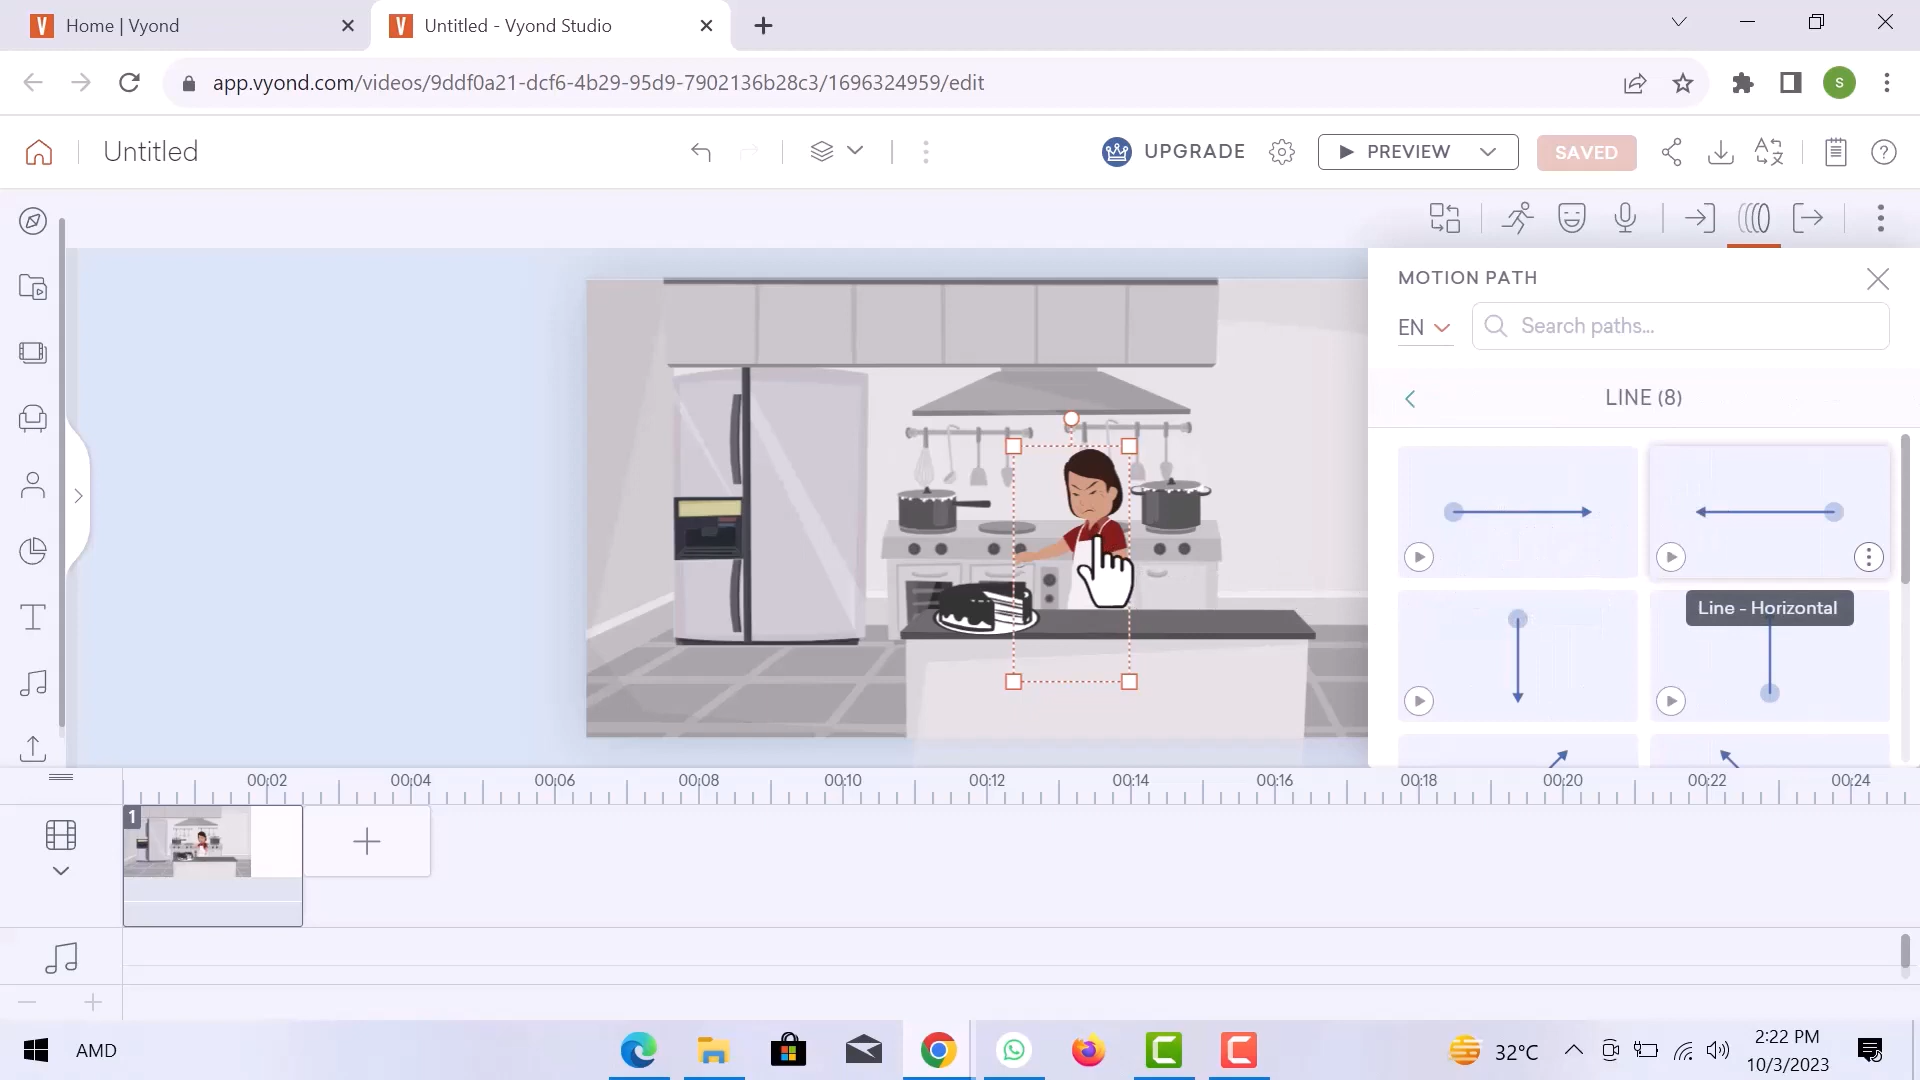 Home | Vyond
Untitled - Vyond Studio
app.vyond.com/videos/9ddf0a21-dcf6-4b29-95d9-7902136b28c3/1696324959/edit
S
Untitled
UPGRADE
PREVIEW
SAVED
MOTION PATH
EN
Search paths...
LINE (8)
Line - Horizontal
00:02 00:04 00:06 00:08 00:10 00:12 00:14 00:16 00:18 00:20 00:22 00:24
1
AMD
32°C
2:22 PM
10/3/2023